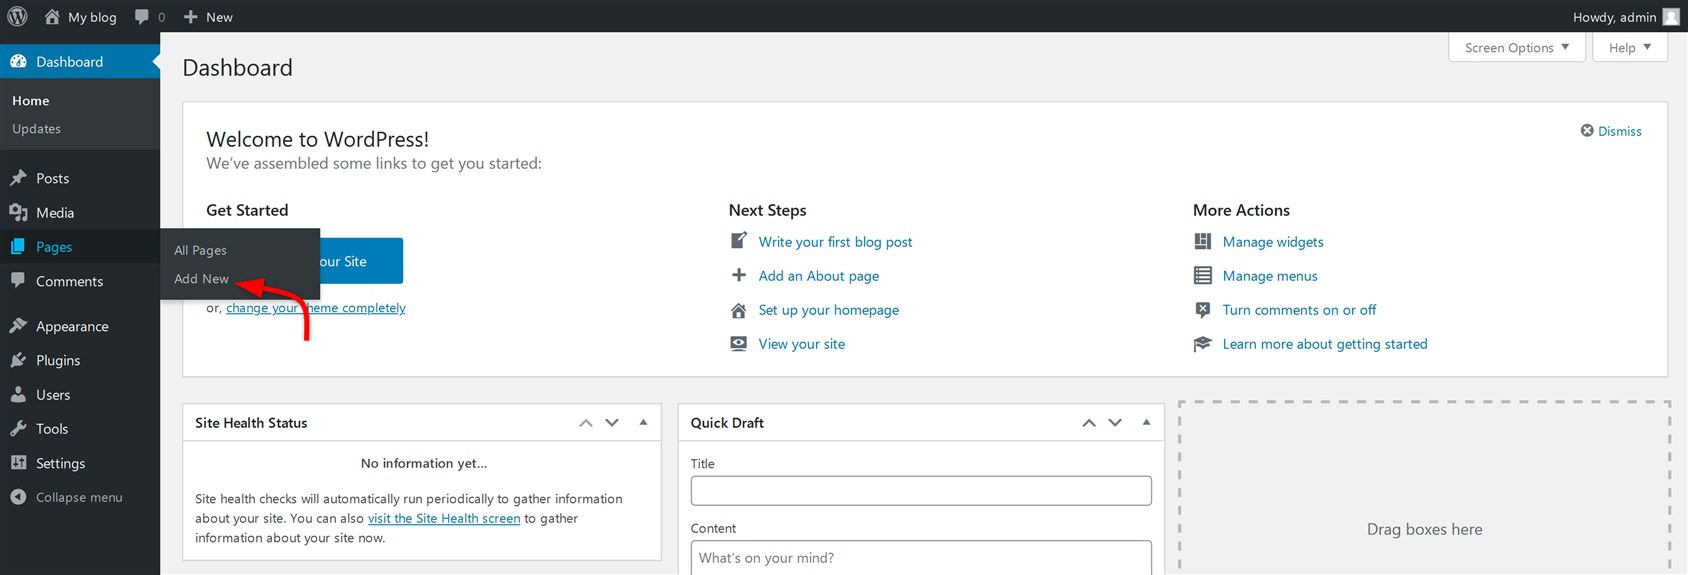 My blog 0 New Howdy, admin
Dashboard
Home
Updates
Posts
Media
Pages
Comments
Appearance
Plugins
Users
Tools
Settings
Collapse menu
All Pages
Add New
Screen Options Help
Dashboard
Welcome to WordPress!
We've assembled some links to get you started:
Dismiss
Get Started
our Site
or, change your theme completely
Next Steps
Write your first blog post
Add an About page
Set up your homepage
View your site
More Actions
Manage widgets
Manage menus
Turn comments on or off
Learn more about getting started
Site Health Status
No information yet...
Site health checks will automatically run periodically to gather information
about your site. You can also visit the Site Health screen to gather
information about your site now.
Quick Draft
Title
Content
What's on your mind?
Drag boxes here